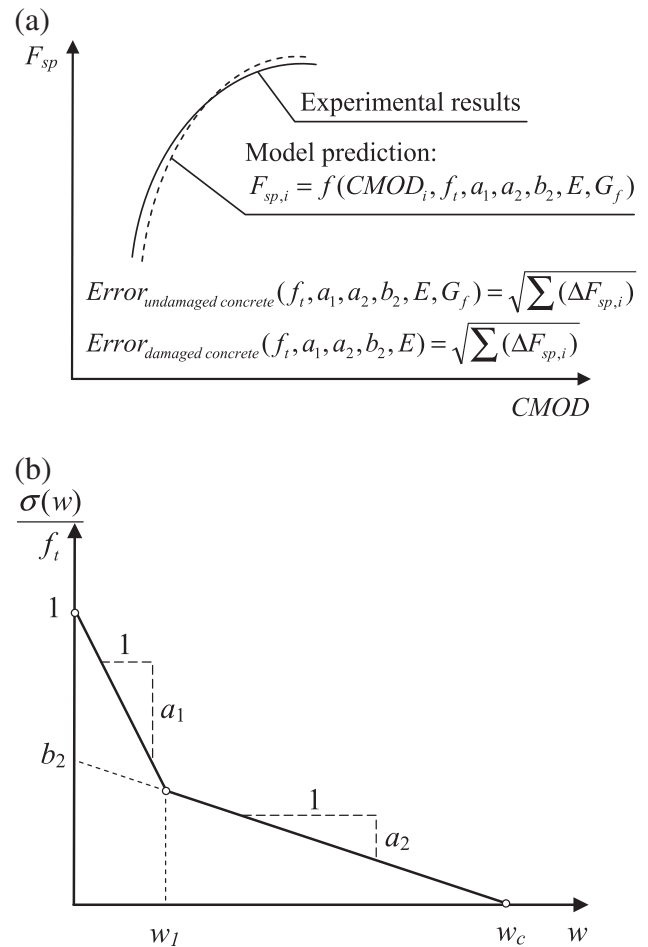 (a)
F_sp
Experimental results
Model prediction:
F_sp,i = f(CMOD_i, f_t, a_1, a_2, b_2, E, G_f)
Error_undamaged concrete (f_t, a_1, a_2, b_2, E, G_f) = √∑(ΔF_sp,i)
Error_damaged concrete (f_t, a_1, a_2, b_2, E) = √∑(ΔF_sp,i)
CMOD
(b)
σ(w)
f_t
1
1
a_1
b_2
1
a_2
w_1
w_c
w